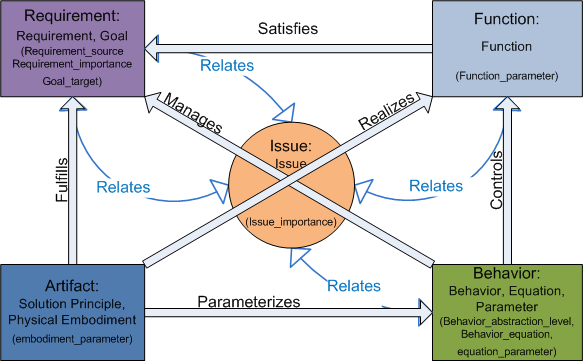 Requirement:
Requirement, Goal
(Requirement_source
Requirement_importance
Goal_target)
Satisfies
Function:
Function
(Function_parameter)
Relates
Manages
Realizes
Issue:
Issue
(Issue_importance)
Fulfills
Relates
Relates
Controls
Artifact:
Solution Principle,
Physical Embodiment
(embodiment_parameter)
Parameterizes
Relates
Behavior:
Behavior, Equation,
Parameter
(Behavior_abstraction_level,
Behavior_equation,
equation_parameter)